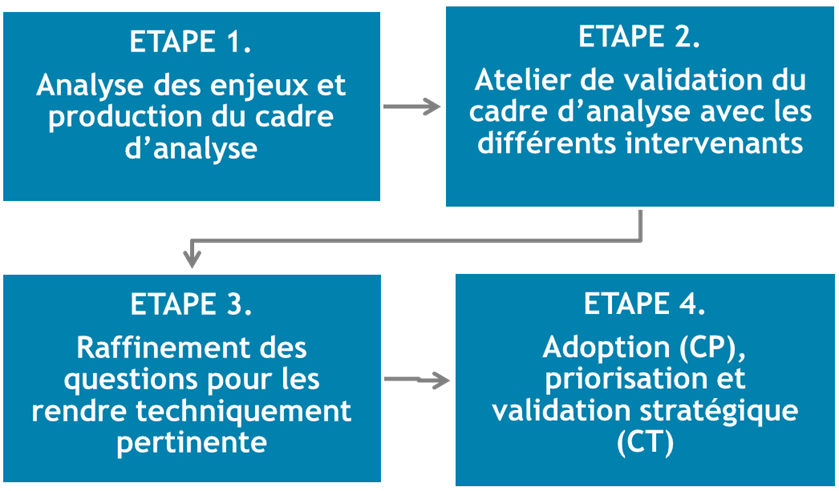 ETAPE 1.
Analyse des enjeux et
production du cadre
d’analyse
ETAPE 2.
Atelier de validation du
cadre d’analyse avec les
différents intervenants
ETAPE 3.
Raffinement des
questions pour les
rendre techniquement
pertinente
ETAPE 4.
Adoption (CP),
priorisation et
validation stratégique
(CT)